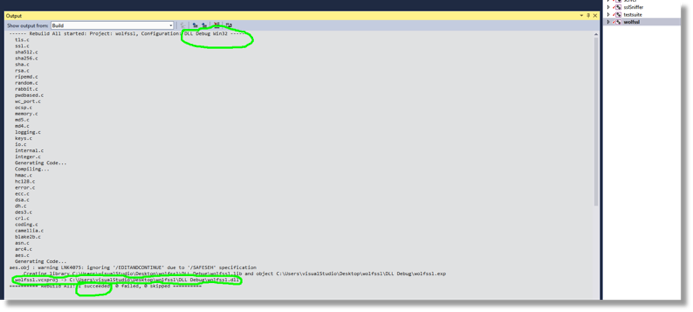 Output
Show output from: Build
------ Rebuild All started: Project: wolfssl, Configuration: DLL Debug Win32 ------
tls.c
ssl.c
sha512.c
sha256.c
sha.c
rsa.c
ripemd.c
random.c
rabbit.c
pwdbased.c
wc_port.c
ocsp.c
memory.c
md5.c
md4.c
logging.c
keys.c
io.c
internal.c
integer.c
Generating Code...
Compiling...
hmac.c
hc128.c
error.c
ecc.c
dsa.c
dh.c
des3.c
crl.c
coding.c
camellia.c
blake2b.c
asn.c
arc4.c
aes.c
Generating Code...
aes.obj : warning LNK4075: ignoring '/EDITANDCONTINUE' due to '/SAFESEH' specification
Creating library C:\Users\visualStudio\Desktop\wolfssl\DLL Debug\wolfssl.lib and object C:\Users\visualStudio\Desktop\wolfssl\DLL Debug\wolfssl.exp
wolfssl.vcxproj -> C:\Users\visualStudio\Desktop\wolfssl\DLL Debug\wolfssl.dll
========== Rebuild All: 1 succeeded, 0 failed, 0 skipped ==========
sslSniffer
testsuite
wolfssl